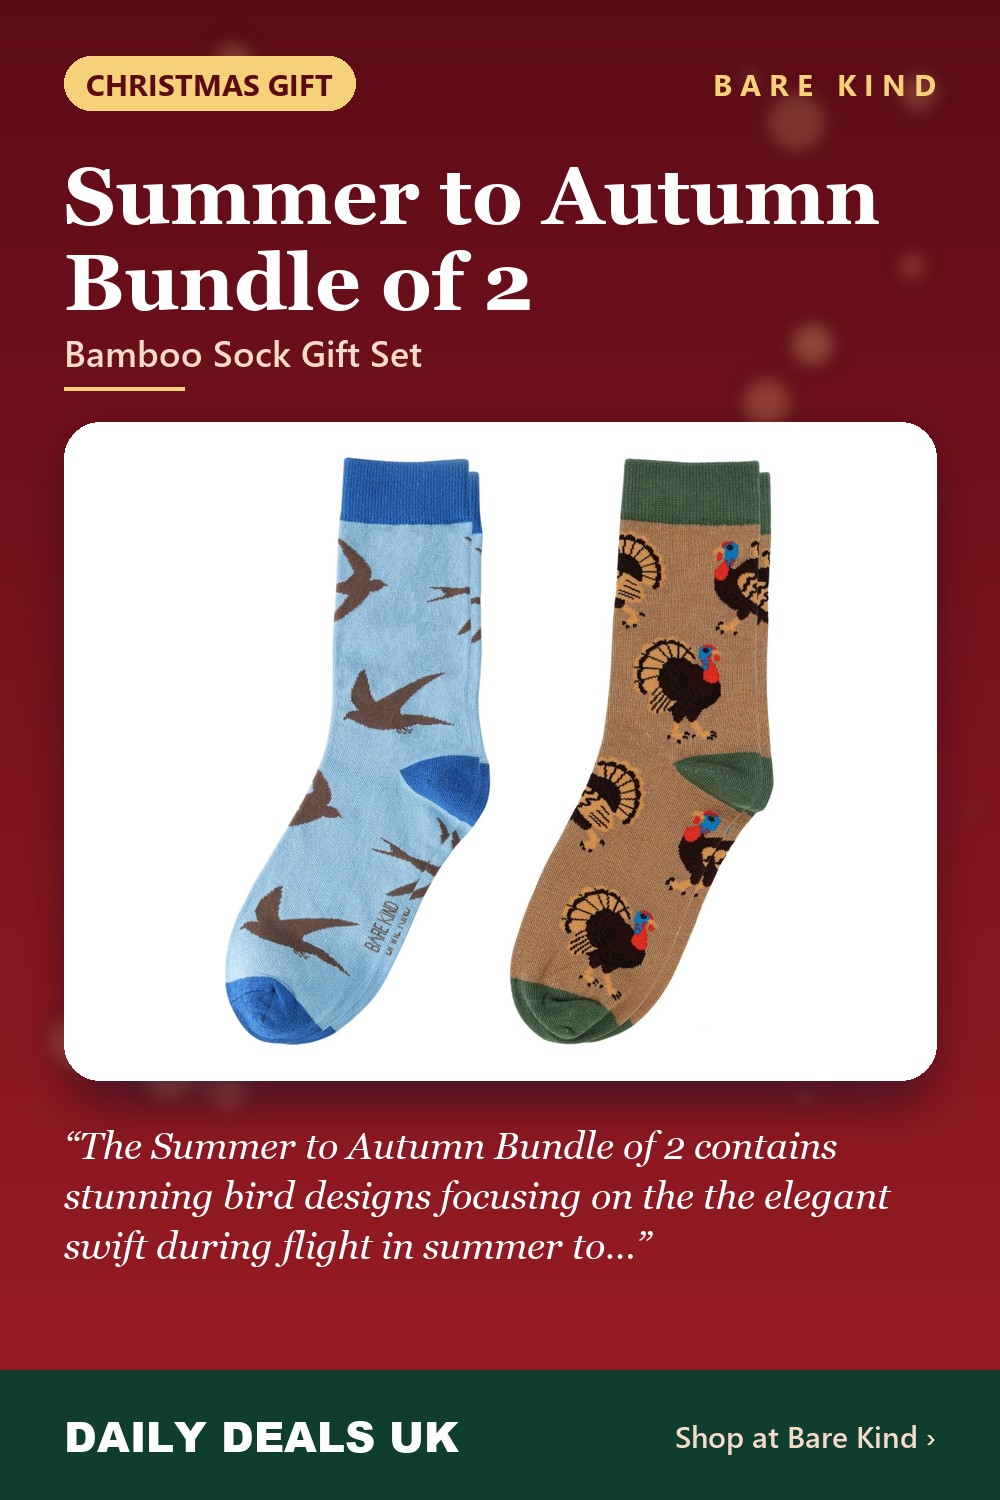 CHRISTMAS GIFT
BARE KIND
Summer to Autumn
Bundle of 2
Bamboo Sock Gift Set
BARE KIND
“The Summer to Autumn Bundle of 2 contains
stunning bird designs focusing on the the elegant
swift during flight in summer to...”
DAILY DEALS UK
Shop at Bare Kind ›